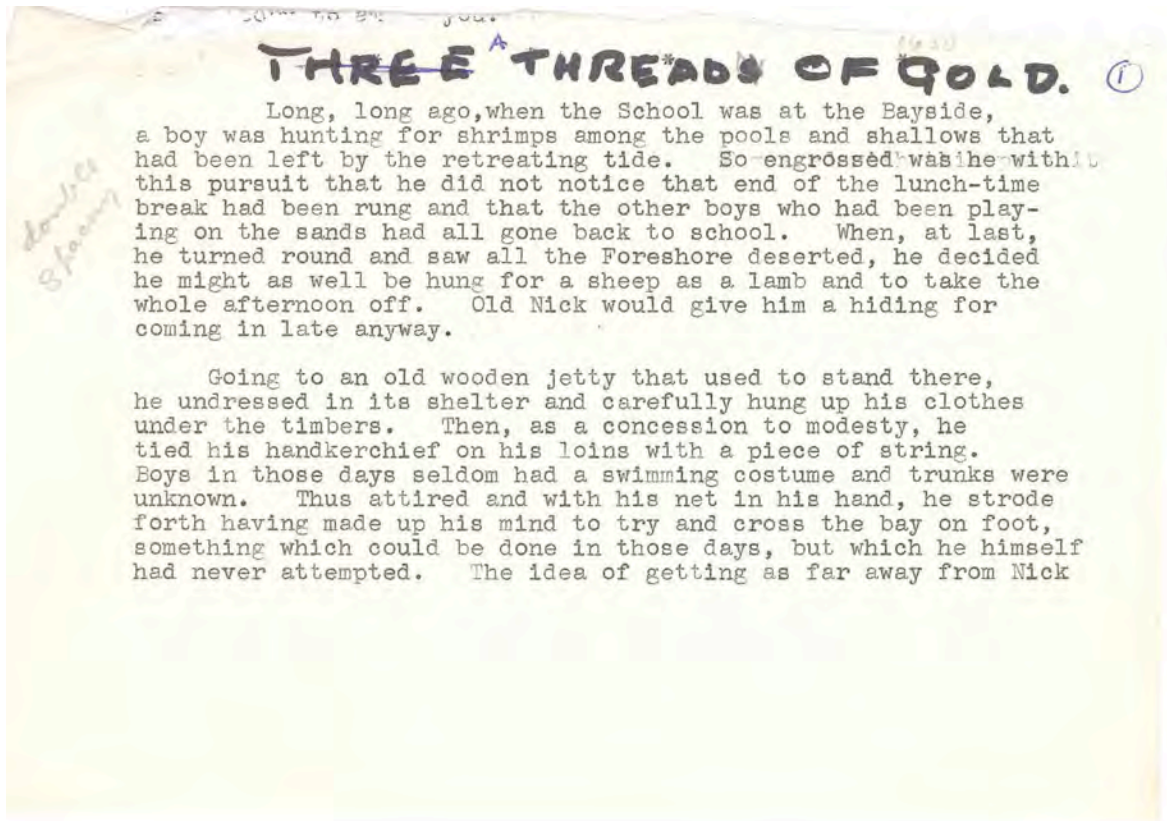 you.
THREE A THREADS OF GOLD. 1
Long, long ago,when the School was at the Bayside,
a boy was hunting for shrimps among the pools and shallows that
had been left by the retreating tide. So engrossed was he with
this pursuit that he did not notice that end of the lunch-time
break had been rung and that the other boys who had been play-
ing on the sands had all gone back to school. When, at last,
he turned round and saw all the Foreshore deserted, he decided
he might as well be hung for a sheep as a lamb and to take the
whole afternoon off. Old Nick would give him a hiding for
coming in late anyway.
double
spacing
Going to an old wooden jetty that used to stand there,
he undressed in its shelter and carefully hung up his clothes
under the timbers. Then, as a concession to modesty, he
tied his handkerchief on his loins with a piece of string.
Boys in those days seldom had a swimming costume and trunks were
unknown. Thus attired and with his net in his hand, he strode
forth having made up his mind to try and cross the bay on foot,
something which could be done in those days, but which he himself
had never attempted. The idea of getting as far away from Nick